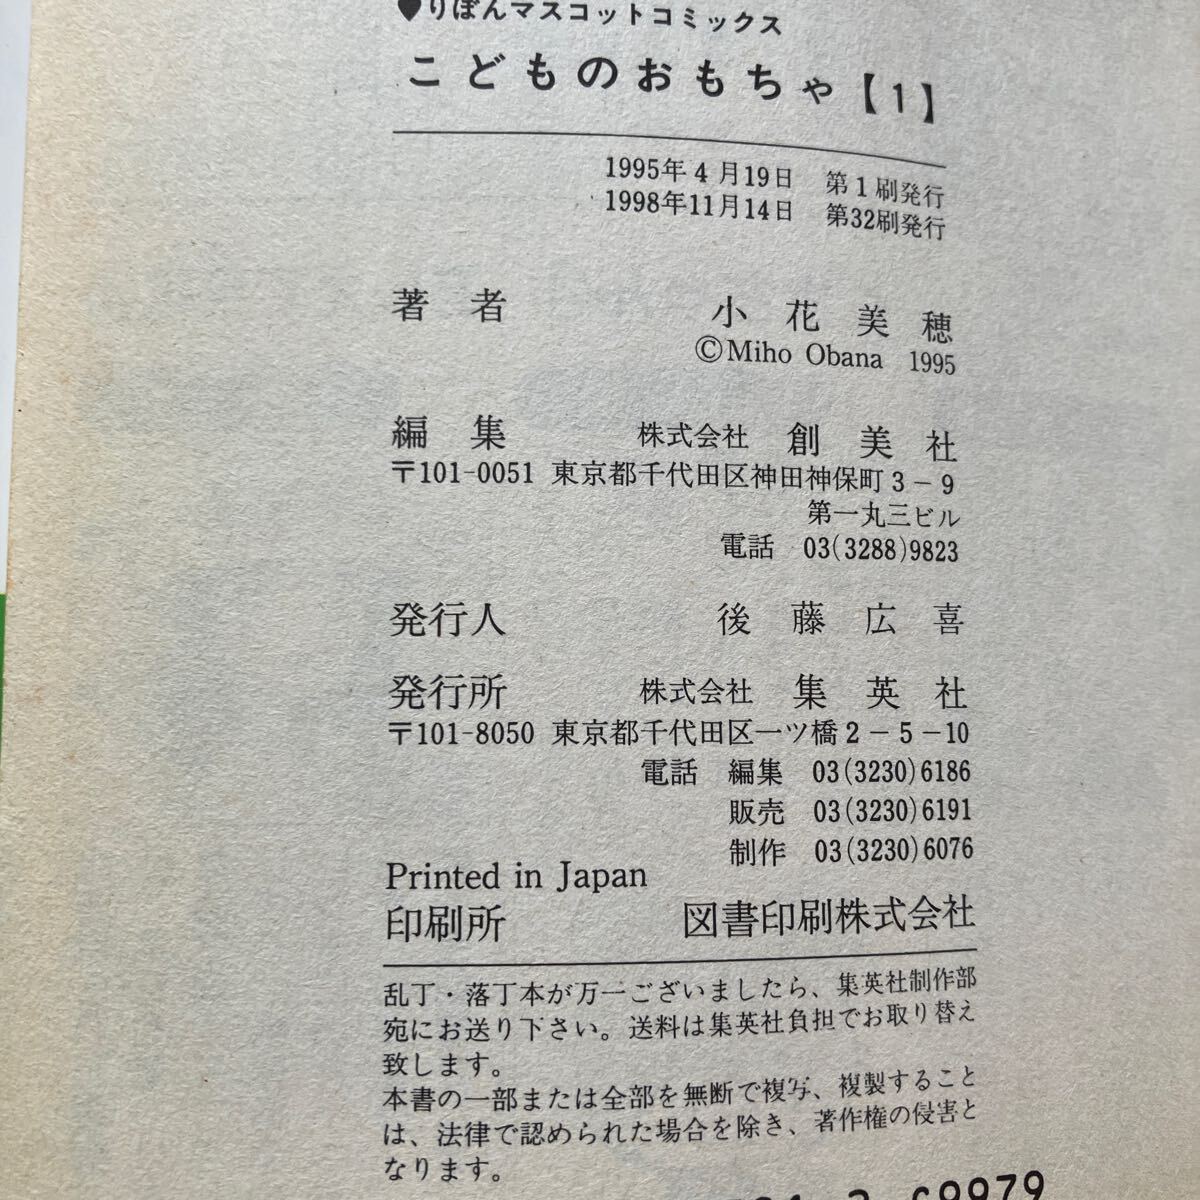 ♥りぼんマスコットコミックス
こどものおもちゃ【1】
1995年4月19日 第1刷発行
1998年11月14日 第32刷発行
著者 小花美穂
©Miho Obana 1995
編集 株式会社 創美社
〒101-0051 東京都千代田区神田神保町3-9
第一丸三ビル
電話 03(3288)9823
発行人 後藤広喜
発行所 株式会社 集英社
〒101-8050 東京都千代田区一ツ橋2-5-10
電話 編集 03(3230)6186
販売 03(3230)6191
制作 03(3230)6076
Printed in Japan
印刷所 図書印刷株式会社
乱丁・落丁本が万一ございましたら、集英社制作部
宛にお送り下さい。送料は集英社負担でお取り替え
致します。
本書の一部または全部を無断で複写、複製すること
は、法律で認められた場合を除き、著作権の侵害と
なります。